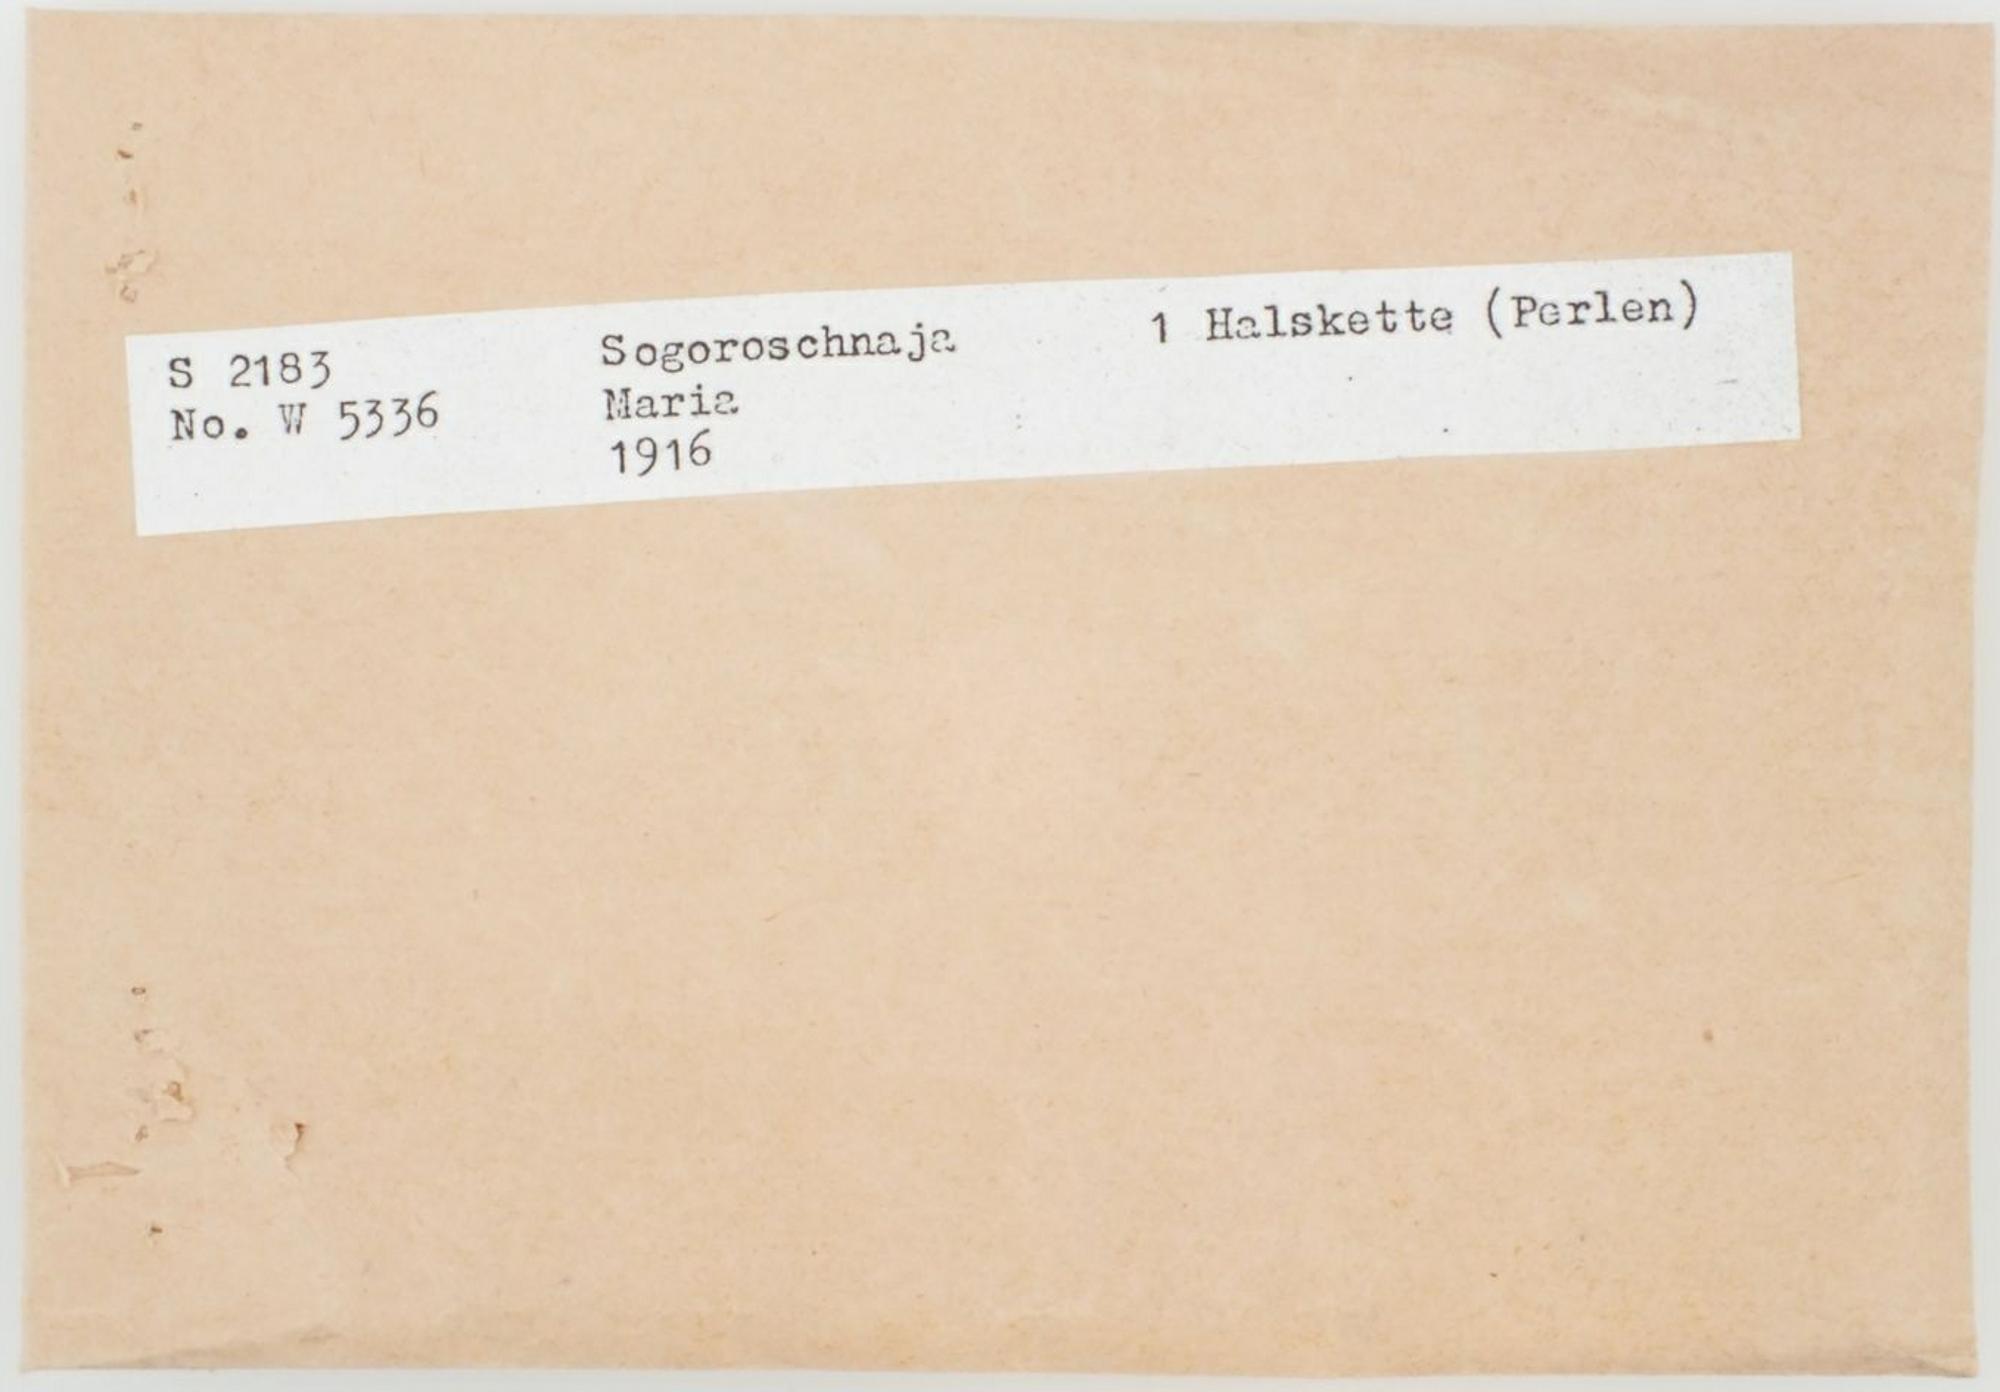 S 2183
No. W 5336
Sogoroschnaja
Maria
1916
1 Halskette (Perlen)